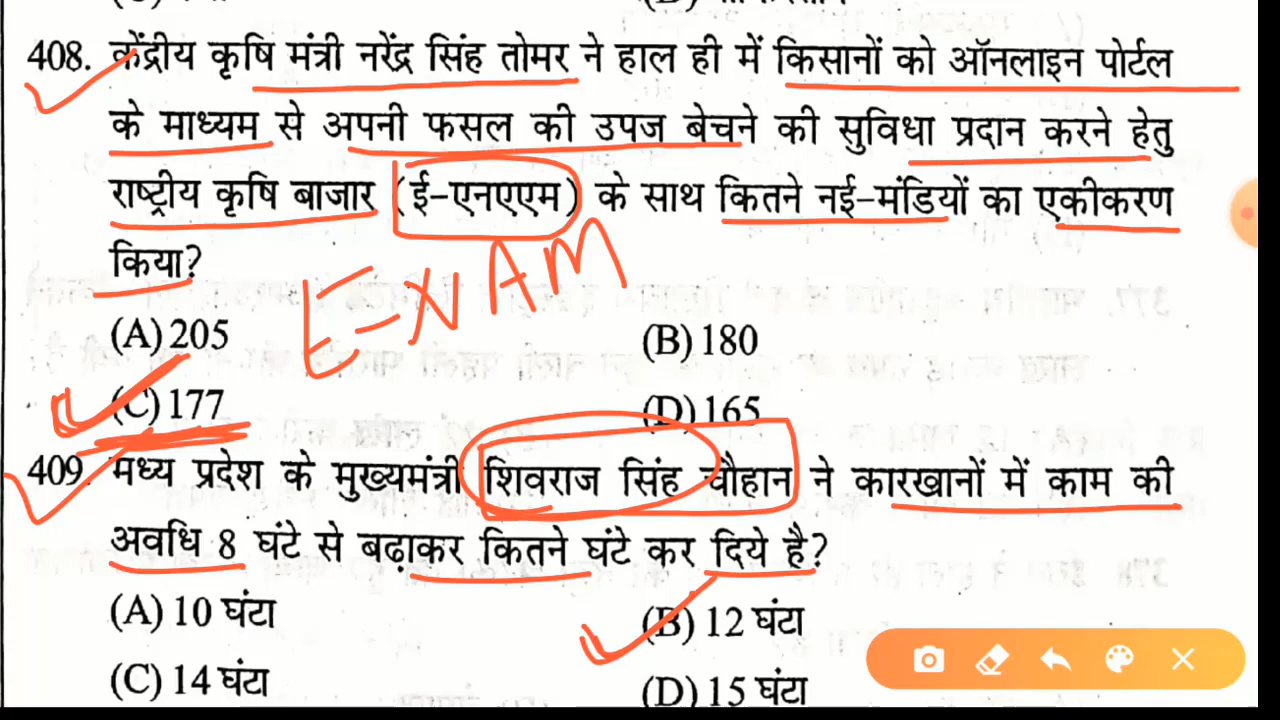 408. केंद्रीय कृषि मंत्री नरेंद्र सिंह तोमर ने हाल ही में किसानों को ऑनलाइन पोर्टल
के माध्यम से अपनी फसल की उपज बेचने की सुविधा प्रदान करने हेतु
राष्ट्रीय कृषि बाजार (ई-एनएएम) के साथ कितने नई-मंडियों का एकीकरण
किया?
E-NAM
(A) 205 (B) 180
(C) 177 (D) 165
409. मध्य प्रदेश के मुख्यमंत्री शिवराज सिंह चौहान ने कारखानों में काम की
अवधि 8 घंटे से बढ़ाकर कितने घंटे कर दिये है?
(A) 10 घंटा (B) 12 घंटा
(C) 14 घंटा (D) 15 घंटा